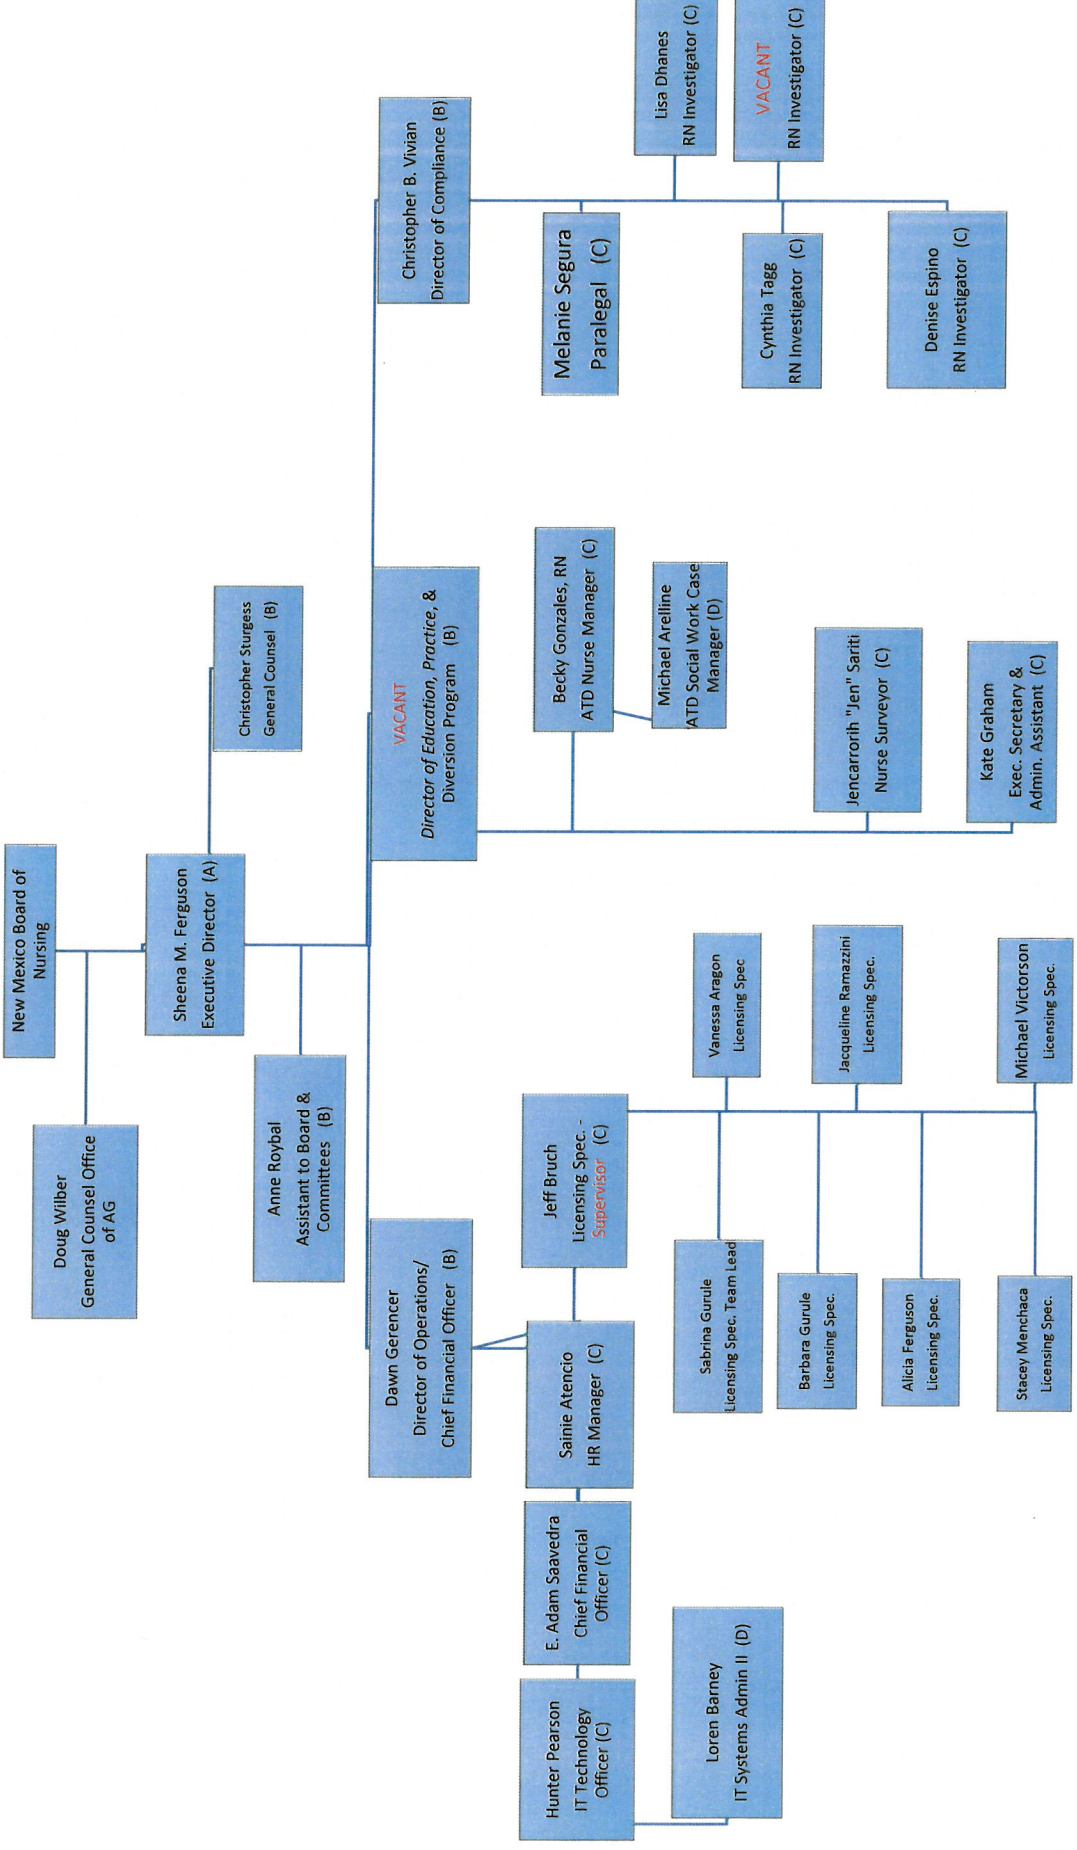 New Mexico Board of
Nursing
Doug Wilber
General Counsel Office
of AG
Sheena M. Ferguson
Executive Director (A)
Christopher Sturgess
General Counsel (B)
Anne Roybal
Assistant to Board &
Committees (B)
Dawn Gerencer
Director of Operations/
Chief Financial Officer (B)
VACANT
Director of Education, Practice, &
Diversion Program (B)
Christopher B. Vivian
Director of Compliance (B)
Hunter Pearson
IT Technology
Officer (C)
E. Adam Saavedra
Chief Financial
Officer (C)
Sainie Atencio
HR Manager (C)
Jeff Bruch
Licensing Spec. -
Supervisor (C)
Becky Gonzales, RN
ATD Nurse Manager (C)
Melanie Segura
Paralegal (C)
Lisa Dhanes
RN Investigator (C)
Loren Barney
IT Systems Admin II (D)
Sabrina Gurule
Licensing Spec. Team Lead
Vanessa Aragon
Licensing Spec
Michael Arelline
ATD Social Work Case
Manager (D)
Cynthia Tagg
RN Investigator (C)
VACANT
RN Investigator (C)
Barbara Gurule
Licensing Spec.
Jacqueline Ramazzini
Licensing Spec.
Jencarrorih "Jen" Sariti
Nurse Surveyor (C)
Alicia Ferguson
Licensing Spec.
Denise Espino
RN Investigator (C)
Stacey Menchaca
Licensing Spec.
Michael Victorson
Licensing Spec.
Kate Graham
Exec. Secretary &
Admin. Assistant (C)